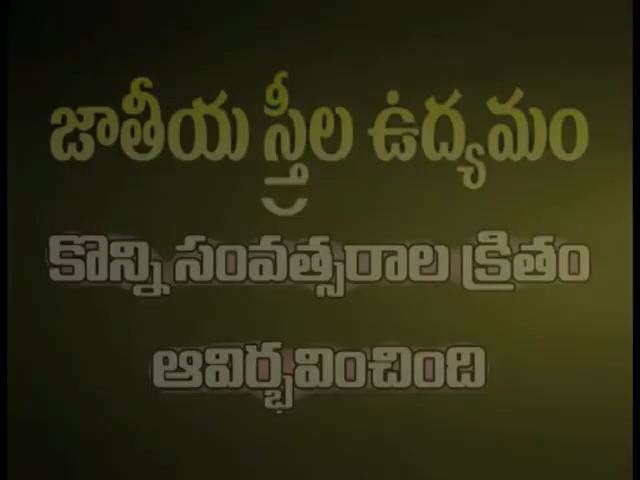 జాతీయ స్త్రీల ఉద్యమం
కొన్ని సంవత్సరాల క్రితం
ఆవిర్భవించింది